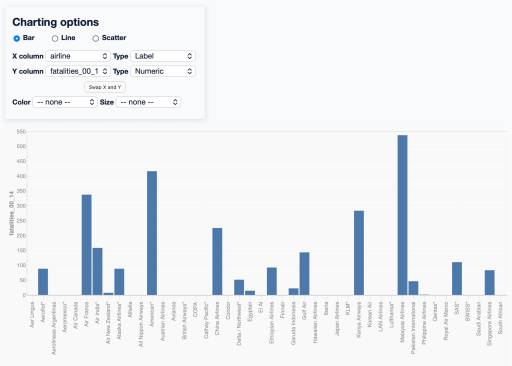 Charting options
Bar Line Scatter
X column airline Type Label
Y column fatalities_00_1 Type Numeric
Swap X and Y
Color -- none -- Size -- none --
550
500
450
400
350
300
250
200
150
100
50
0
fatalities_00_14
Aer Lingus
Aeroflot*
Aerolineas Argentinas
Aeromexico*
Air Canada
Air France
Air India*
Air New Zealand*
Alaska Airlines*
Alitalia
All Nippon Airways
American*
Austrian Airlines
Avianca
British Airways*
COPA
Cathay Pacific*
China Airlines
Condor
Delta / Northwest*
Egyptair
El Al
Ethiopian Airlines
Finnair
Garuda Indonesia
Gulf Air
Hawaiian Airlines
Iberia
Japan Airlines
KLM*
Kenya Airways
Korean Air
LAN Airlines
Lufthansa*
Malaysia Airlines
Pakistan International
Philippine Airlines
Qantas*
Royal Air Maroc
SAS*
SWISS*
Saudi Arabian
Singapore Airlines
South African